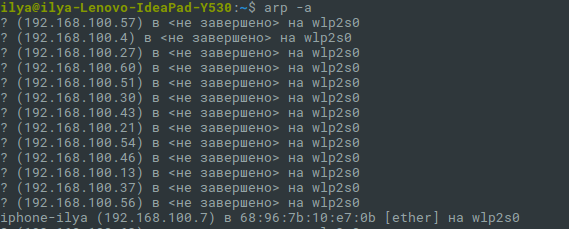 ilya@ilya-Lenovo-IdeaPad-Y530:~$ arp -a
? (192.168.100.57) в <не завершено> на wlp2s0
? (192.168.100.4) в <не завершено> на wlp2s0
? (192.168.100.27) в <не завершено> на wlp2s0
? (192.168.100.60) в <не завершено> на wlp2s0
? (192.168.100.51) в <не завершено> на wlp2s0
? (192.168.100.30) в <не завершено> на wlp2s0
? (192.168.100.43) в <не завершено> на wlp2s0
? (192.168.100.21) в <не завершено> на wlp2s0
? (192.168.100.54) в <не завершено> на wlp2s0
? (192.168.100.46) в <не завершено> на wlp2s0
? (192.168.100.13) в <не завершено> на wlp2s0
? (192.168.100.37) в <не завершено> на wlp2s0
? (192.168.100.56) в <не завершено> на wlp2s0
iphone-ilya (192.168.100.7) в 68:96:7b:10:e7:0b [ether] на wlp2s0